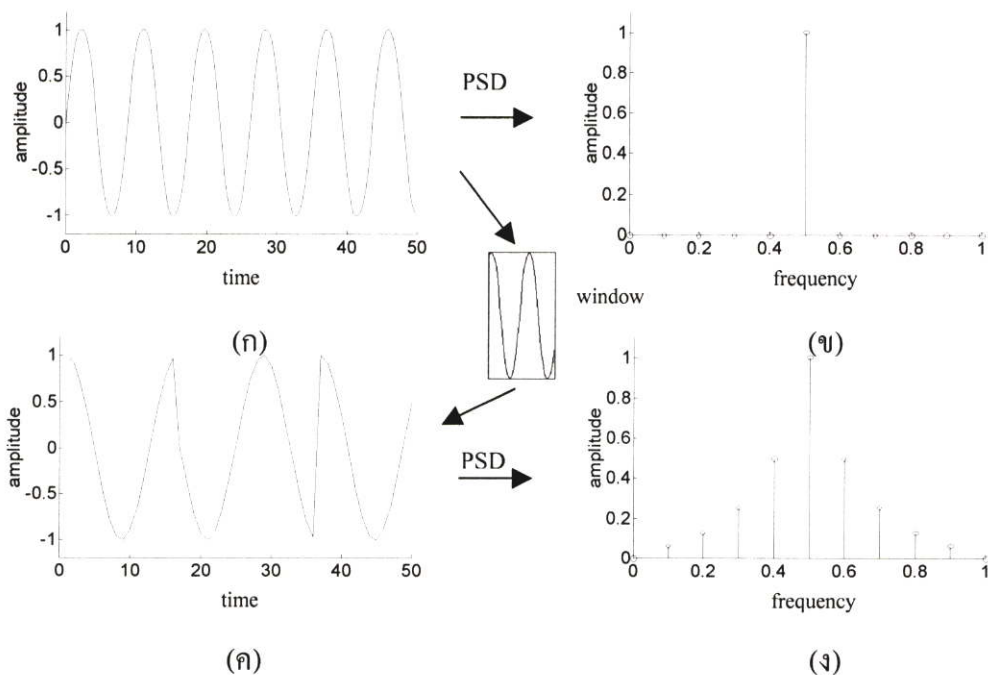 1
0.5
0
-0.5
-1
amplitude
0 10 20 30 40 50
time
(ก)
PSD
1
0.8
0.6
0.4
0.2
0
amplitude
0 0.2 0.4 0.6 0.8 1
frequency
(ข)
window
1
0.5
0
-0.5
-1
amplitude
0 10 20 30 40 50
time
(ค)
PSD
1
0.8
0.6
0.4
0.2
0
amplitude
0 0.2 0.4 0.6 0.8 1
frequency
(ง)